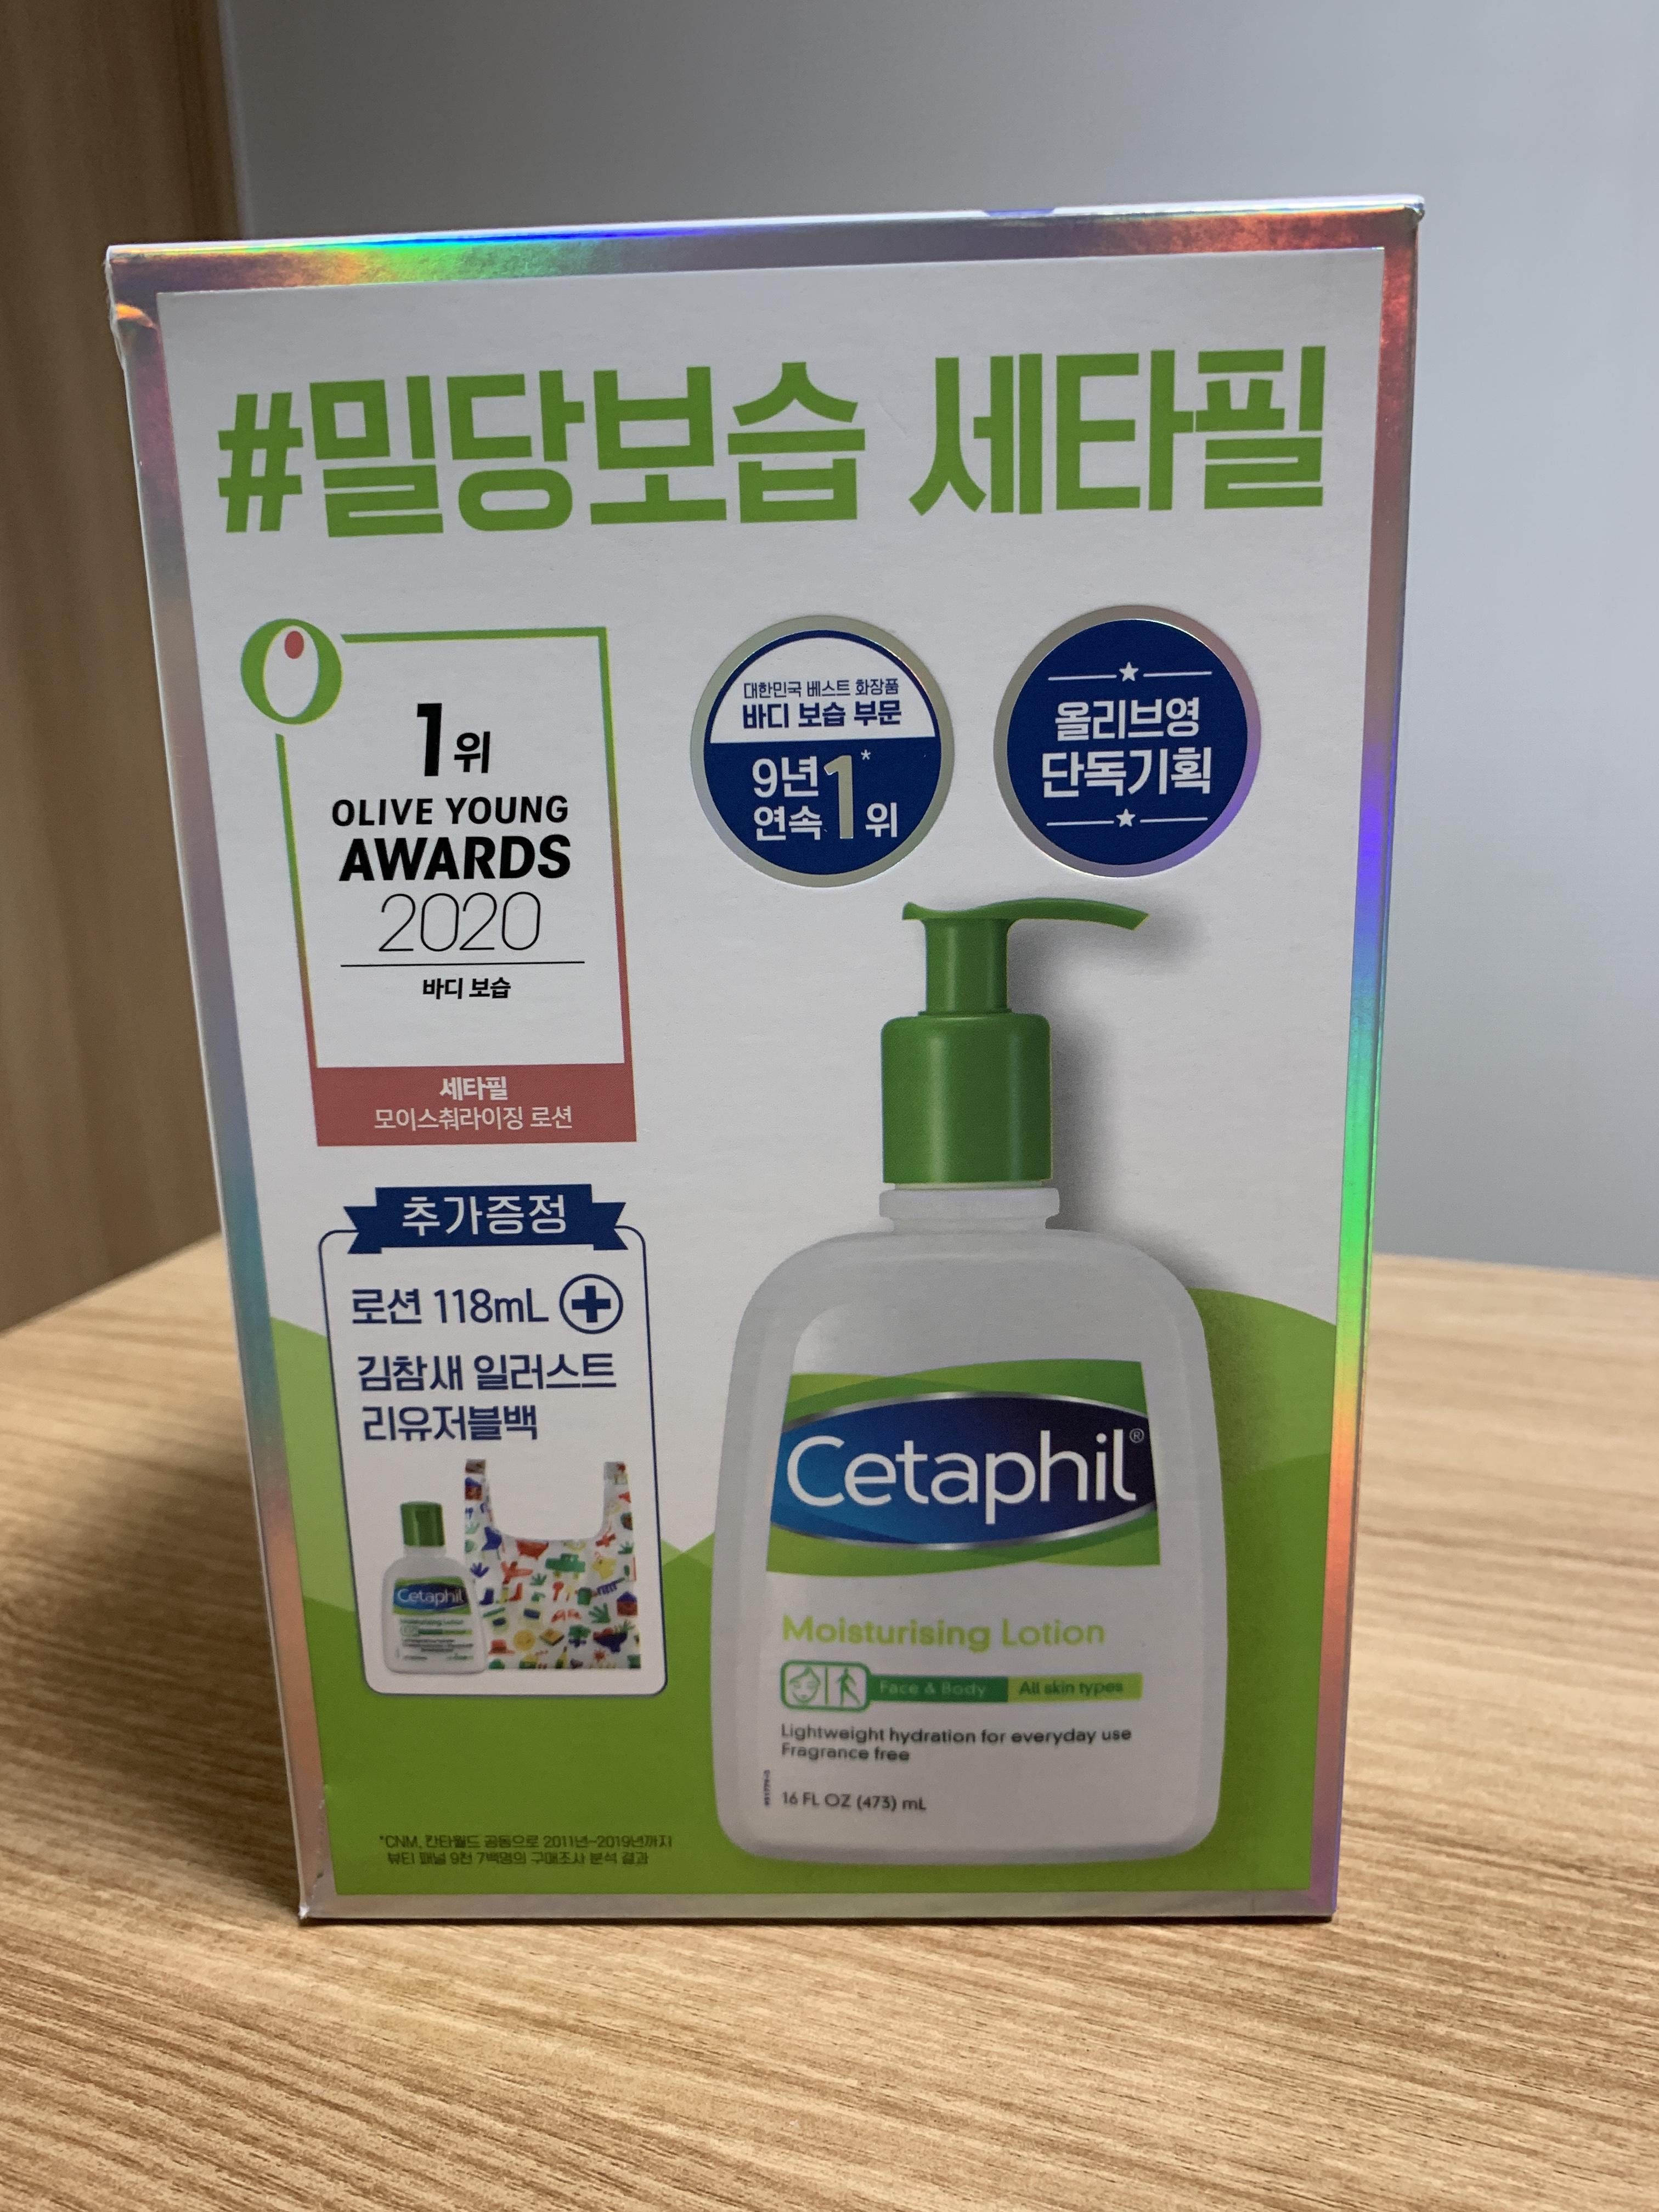 #밀당보습 세타필
1위
OLIVE YOUNG
AWARDS
2020
바디 보습
세타필
모이스춰라이징 로션
대한민국 베스트 화장품
바디 보습 부문
9년
연속 1*위
올리브영
단독기획
추가증정
로션 118mL +
김참새 일러스트
리유저블백
Cetaphil
Moisturising Lotion
Cetaphil®
Moisturising Lotion
Face & Body All skin types
Lightweight hydration for everyday use
Fragrance free
16 FL OZ (473) mL
*CNM, 칸타월드 공동으로 2011년~2019년까지
뷰티 패널 9천 7백명의 구매조사 분석 결과